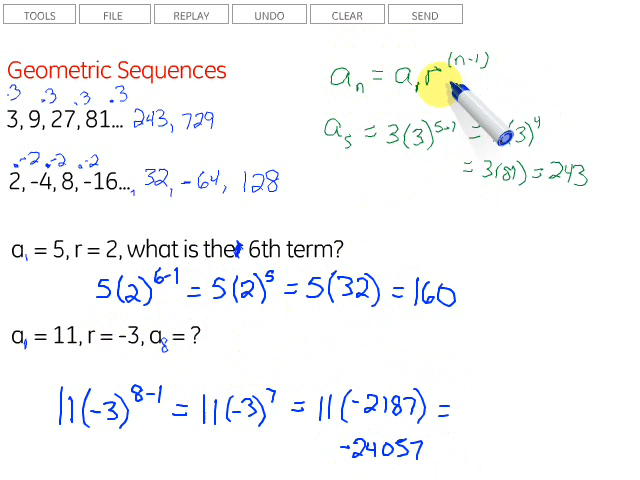 TOOLS FILE REPLAY UNDO CLEAR SEND
Geometric Sequences
aₙ = a₁r^(n-1)
·3 ·3 ·3 ·3
3, 9, 27, 81... 243, 729
a₅ = 3(3)^5-1 = (3)^4
= 3(81) = 243
·-2 ·-2 ·-2
2, -4, 8, -16..., 32, -64, 128
a₁ = 5, r = 2, what is the 6th term?
5(2)^6-1 = 5(2)^5 = 5(32) = 160
a₁ = 11, r = -3, a₈ = ?
11(-3)^8-1 = 11(-3)^7 = 11(-2187) =
-24057